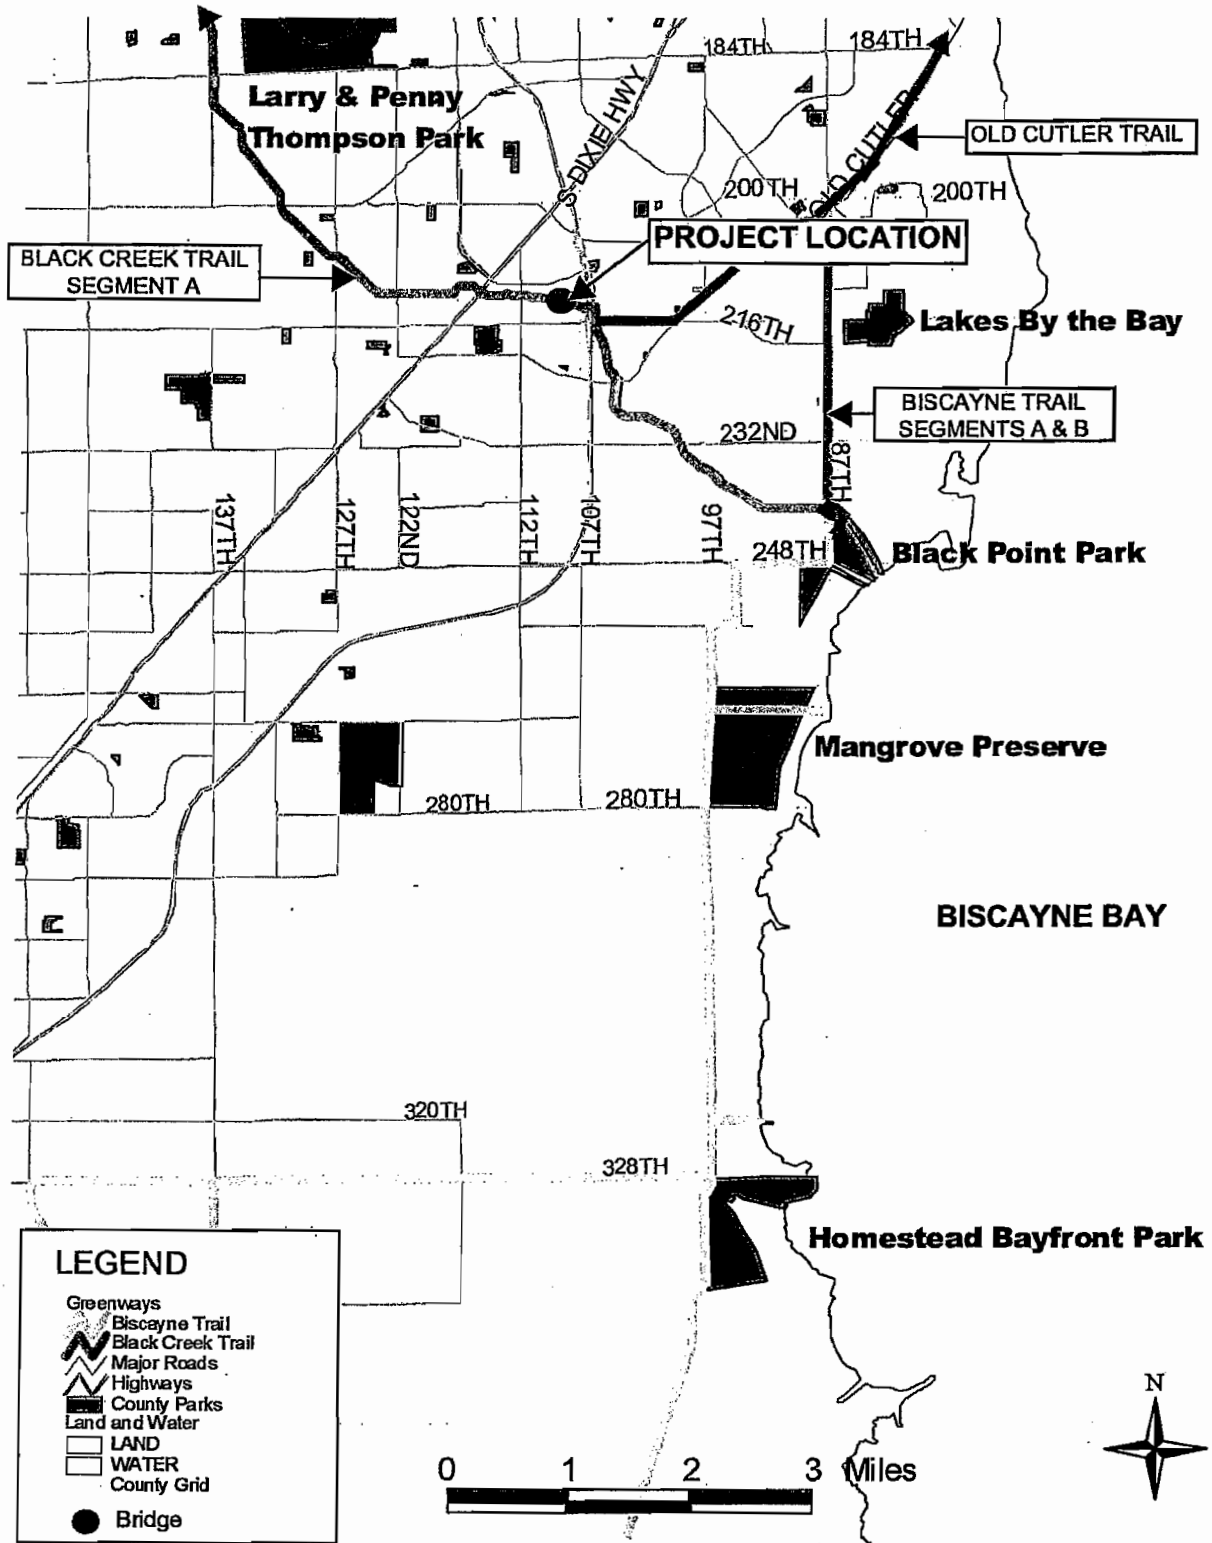 184TH
184TH
Larry & Penny
Thompson Park
S-DIXIE HWY
OLD CUTLER
OLD CUTLER TRAIL
200TH
200TH
PROJECT LOCATION
BLACK CREEK TRAIL
SEGMENT A
216TH
Lakes By the Bay
BISCAYNE TRAIL
SEGMENTS A & B
232ND
87TH
137TH
127TH
122ND
112TH
107TH
97TH
248TH
Black Point Park
Mangrove Preserve
280TH
280TH
BISCAYNE BAY
320TH
328TH
Homestead Bayfront Park
LEGEND
Greenways
Biscayne Trail
Black Creek Trail
Major Roads
Highways
County Parks
Land and Water
LAND
WATER
County Grid
Bridge
0 1 2 3 Miles
N